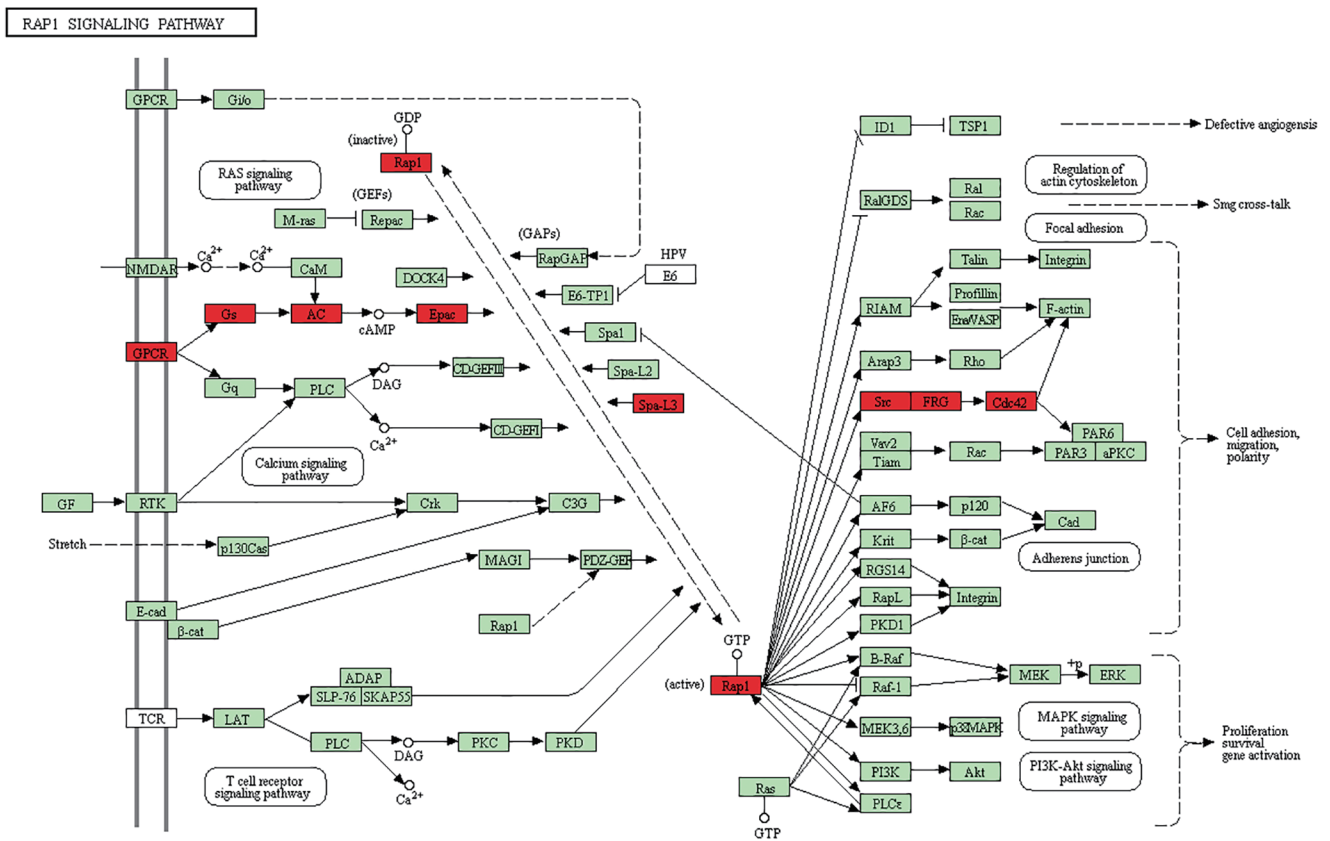 RAP1 SIGNALING PATHWAY
GPCR
Gi/o
GDP
(inactive)
Rap1
RAS signaling
pathway
(GEFs)
M-ras
Repac
(GAPs)
RapGAP
HPV
E6
NMDAR
Ca2+
Ca2+
CaM
DOCK4
E6-TP1
Gs
AC
cAMP
Epac
Spa1
GPCR
Gq
PLC
DAG
CD-GEFIII
Spa-L2
Spa-L3
Ca2+
CD-GEFI
Calcium signaling
pathway
GF
RTK
Crk
C3G
Stretch
p130Cas
MAGI
PDZ-GEF
E-cad
β-cat
Rap1
GTP
(active)
Rap1
ADAP
SLP-76
SKAP55
TCR
LAT
PLC
DAG
PKC
PKD
Ca2+
T cell receptor
signaling pathway
Ras
GTP
ID1
TSP1
Defective angiogensis
Regulation of
actin cytoskeleton
RalGDS
Ral
Rac
Smg cross-talk
Focal adhesion
Talin
Integrin
RIAM
Profillin
Ena/VASP
F-actin
Arap3
Rho
Src
FRG
Cdc42
PAR6
PAR3
aPKC
Vav2
Tiam
Rac
Cell adhesion,
migration,
polarity
AF6
p120
Cad
Krit
β-cat
Adherens junction
RGS14
RapL
Integrin
PKD1
B-Raf
Raf-1
MEK
+p
ERK
MEK3,6
p38MAPK
MAPK signaling
pathway
PI3K
Akt
PI3K-Akt signaling
pathway
PLCε
Proliferation
survival
gene activation